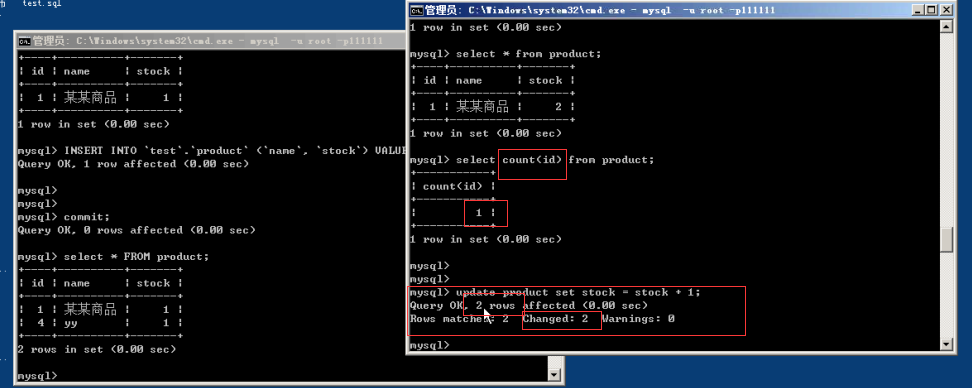 test.sql
管理员: C:\Windows\system32\cmd.exe - mysql -u root -p111111
+----+----------+-------+
| id | name | stock |
+----+----------+-------+
| 1 | 某某商品 | 1 |
+----+----------+-------+
1 row in set (0.00 sec)
mysql> INSERT INTO `test`.`product` (`name`, `stock`) VALUE
Query OK, 1 row affected (0.00 sec)
mysql>
mysql>
mysql> commit;
Query OK, 0 rows affected (0.00 sec)
mysql> select * FROM product;
+----+----------+-------+
| id | name | stock |
+----+----------+-------+
| 1 | 某某商品 | 1 |
| 4 | yy | 1 |
+----+----------+-------+
2 rows in set (0.00 sec)
mysql>
管理员: C:\Windows\system32\cmd.exe - mysql -u root -p111111
1 row in set (0.00 sec)
mysql> select * from product;
+----+----------+-------+
| id | name | stock |
+----+----------+-------+
| 1 | 某某商品 | 2 |
+----+----------+-------+
1 row in set (0.00 sec)
mysql> select count(id) from product;
+-----------+
| count(id) |
+-----------+
| 1 |
+-----------+
1 row in set (0.00 sec)
mysql>
mysql>
mysql> update product set stock = stock + 1;
Query OK, 2 rows affected (0.00 sec)
Rows matched: 2 Changed: 2 Warnings: 0
mysql>